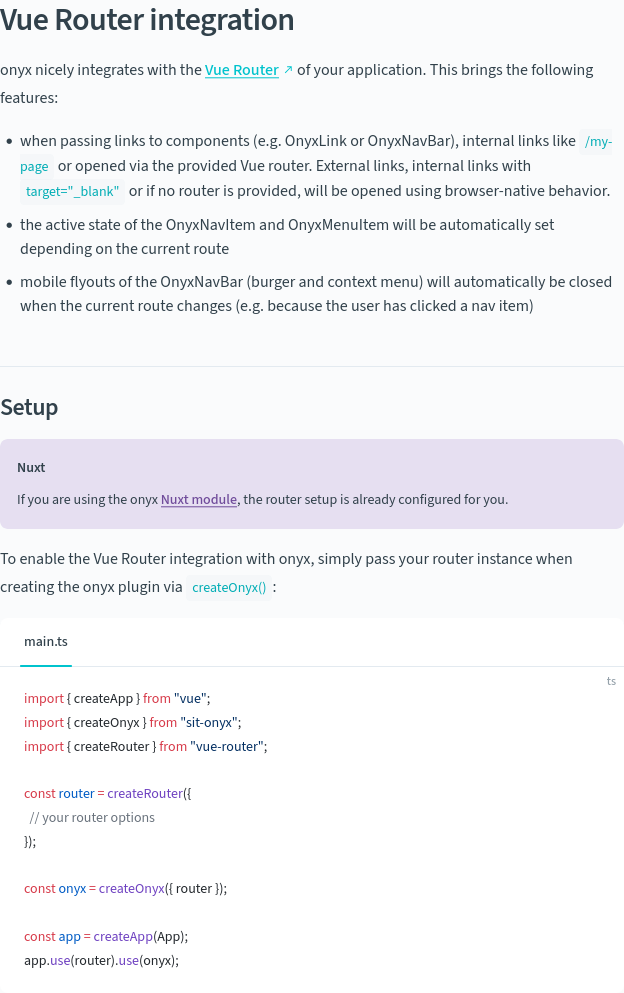 Vue Router integration
onyx nicely integrates with the Vue Router ↗ of your application. This brings the following
features:
• when passing links to components (e.g. OnyxLink or OnyxNavBar), internal links like /my-
page or opened via the provided Vue router. External links, internal links with
target="_blank" or if no router is provided, will be opened using browser-native behavior.
• the active state of the OnyxNavItem and OnyxMenuItem will be automatically set
depending on the current route
• mobile flyouts of the OnyxNavBar (burger and context menu) will automatically be closed
when the current route changes (e.g. because the user has clicked a nav item)
Setup
Nuxt
If you are using the onyx Nuxt module, the router setup is already configured for you.
To enable the Vue Router integration with onyx, simply pass your router instance when
creating the onyx plugin via createOnyx() :
main.ts
ts
import { createApp } from "vue";
import { createOnyx } from "sit-onyx";
import { createRouter } from "vue-router";
const router = createRouter({
  // your router options
});
const onyx = createOnyx({ router });
const app = createApp(App);
app.use(router).use(onyx);